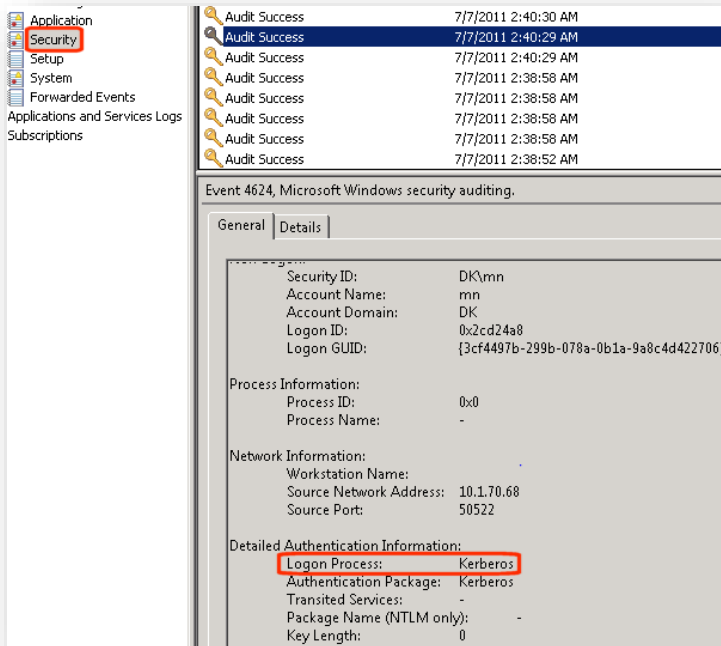 Application
Security
Setup
System
Forwarded Events
Applications and Services Logs
Subscriptions
Audit Success 7/7/2011 2:40:30 AM
Audit Success 7/7/2011 2:40:29 AM
Audit Success 7/7/2011 2:40:29 AM
Audit Success 7/7/2011 2:38:58 AM
Audit Success 7/7/2011 2:38:58 AM
Audit Success 7/7/2011 2:38:58 AM
Audit Success 7/7/2011 2:38:58 AM
Audit Success 7/7/2011 2:38:52 AM
Event 4624, Microsoft Windows security auditing.
General Details
Security ID: DK\mn
Account Name: mn
Account Domain: DK
Logon ID: 0x2cd24a8
Logon GUID: {3cf4497b-299b-078a-0b1a-9a8c4d422706}
Process Information:
Process ID: 0x0
Process Name: -
Network Information:
Workstation Name:
Source Network Address: 10.1.70.68
Source Port: 50522
Detailed Authentication Information:
Logon Process: Kerberos
Authentication Package: Kerberos
Transited Services: -
Package Name (NTLM only): -
Key Length: 0